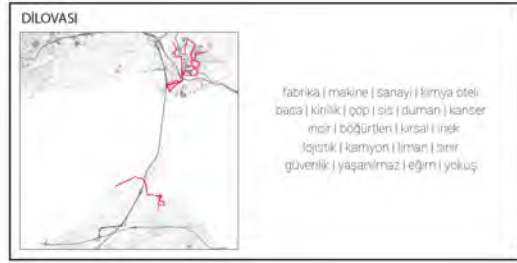 DİLOVASI
fabrika | makine | sanayi | kimya oteli
baca | kirlilik | çöp | sis | duman | kanser
incir | böğürtlen | kırsal | inek
lojistik | kamyon | liman | sınır
güvenlik | yaşanılmaz | eğim | yokuş